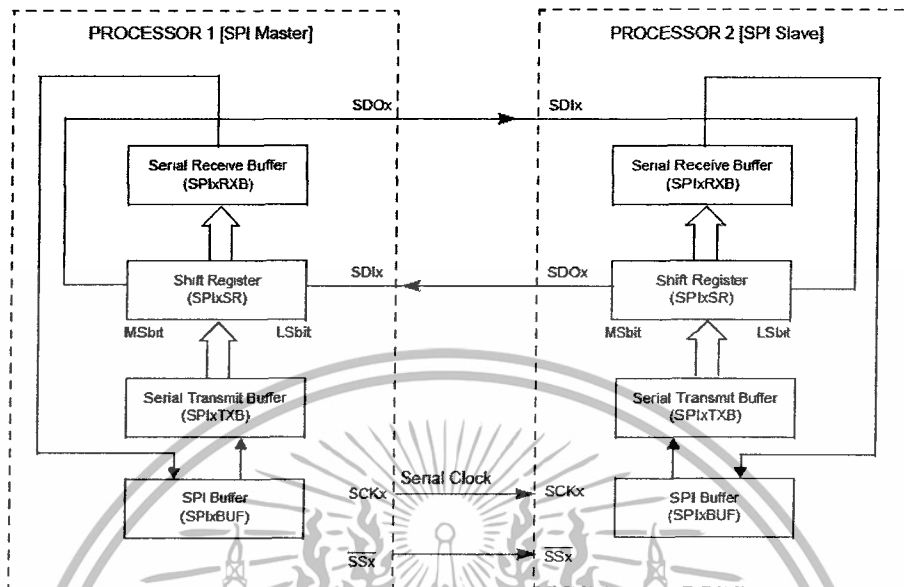 PROCESSOR 1 [SPI Master]
PROCESSOR 2 [SPI Slave]
SDOx
SDIx
Serial Receive Buffer
(SPIxRXB)
Serial Receive Buffer
(SPIxRXB)
Shift Register
(SPIxSR)
SDIx
SDOx
Shift Register
(SPIxSR)
MSbit
LSbit
MSbit
LSbit
Serial Transmit Buffer
(SPIxTXB)
Serial Transmit Buffer
(SPIxTXB)
SPI Buffer
(SPIxBUF)
Serial Clock
SCKx
SCKx
SPI Buffer
(SPIxBUF)
SSx
SSx